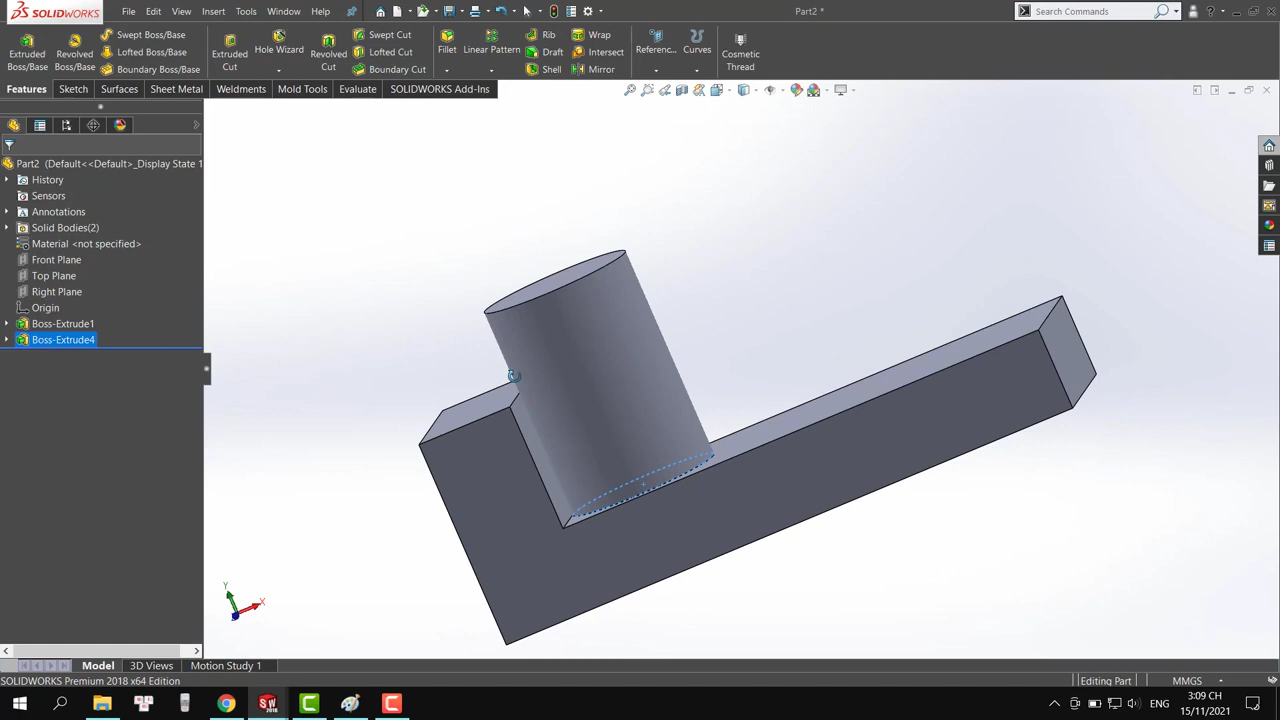 SOLIDWORKS File Edit View Insert Tools Window Help Part2 * Search Commands ?
Extruded Boss/Base
Revolved Boss/Base
Swept Boss/Base
Lofted Boss/Base
Boundary Boss/Base
Extruded Cut
Hole Wizard
Revolved Cut
Swept Cut
Lofted Cut
Boundary Cut
Fillet
Linear Pattern
Rib
Draft
Shell
Wrap
Intersect
Mirror
Referenc...
Curves
Cosmetic Thread
Features Sketch Surfaces Sheet Metal Weldments Mold Tools Evaluate SOLIDWORKS Add-Ins
Part2 (Default<<Default>_Display State 1
History
Sensors
Annotations
Solid Bodies(2)
Material <not specified>
Front Plane
Top Plane
Right Plane
Origin
Boss-Extrude1
Boss-Extrude4
Y
X
Z
Model 3D Views Motion Study 1
SOLIDWORKS Premium 2018 x64 Edition Editing Part MMGS
SW 2018 ENG 3:09 CH
15/11/2021